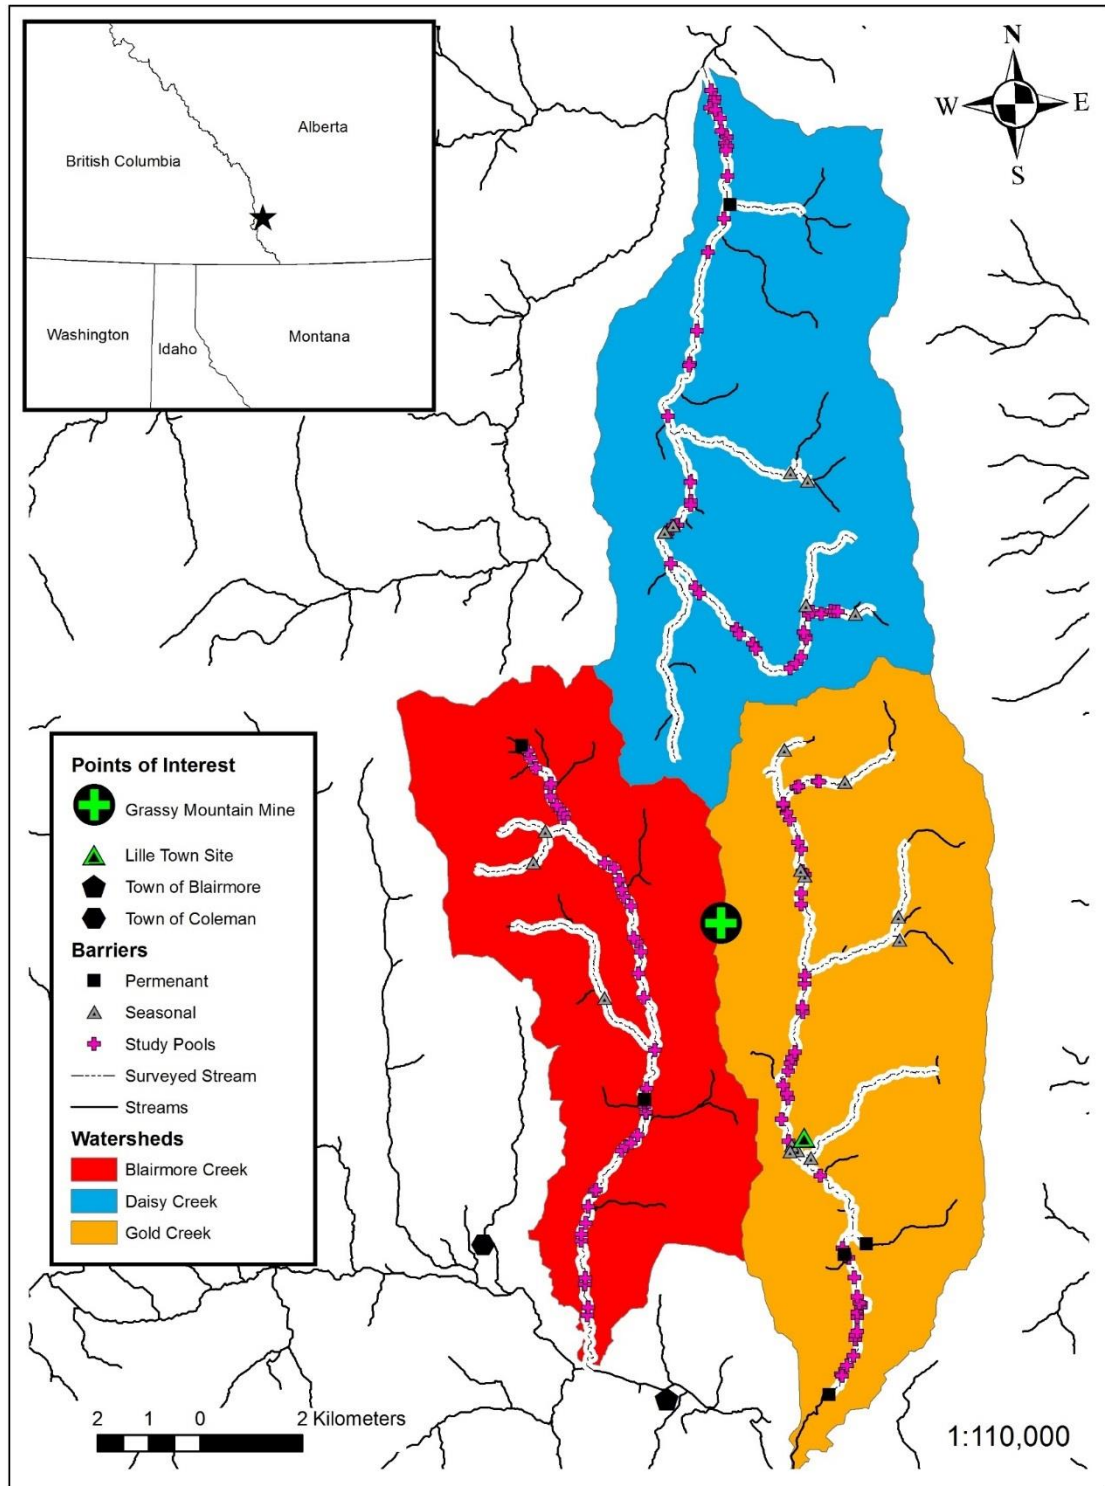 Alberta
British Columbia
Washington
Idaho
Montana
N
W
E
S
Points of Interest
Grassy Mountain Mine
Lille Town Site
Town of Blairmore
Town of Coleman
Barriers
Permenant
Seasonal
Study Pools
Surveyed Stream
Streams
Watersheds
Blairmore Creek
Daisy Creek
Gold Creek
2 1 0 2 Kilometers
1:110,000